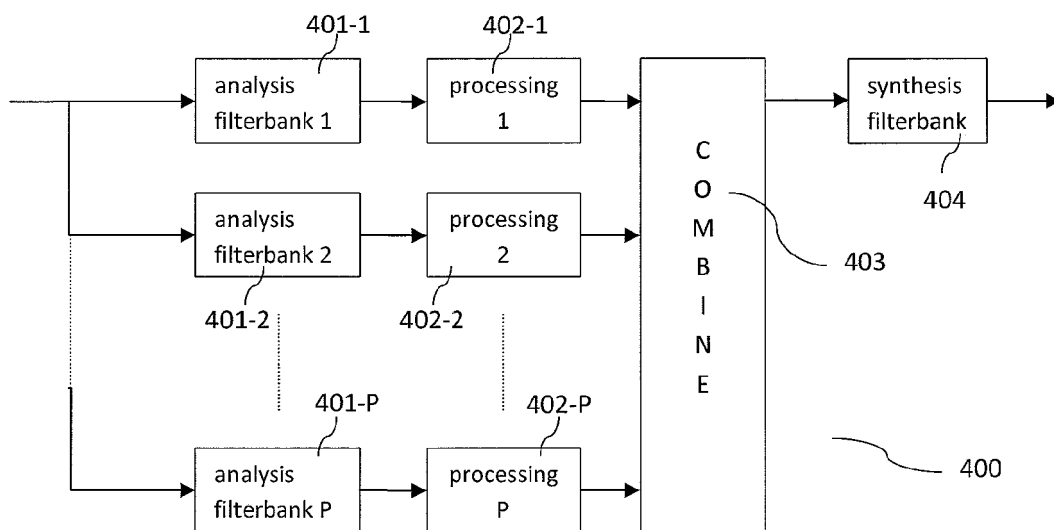 401-1
402-1
analysis
filterbank 1
processing
1
synthesis
filterbank
404
COMBINE
403
analysis
filterbank 2
processing
2
401-2
402-2
401-P
402-P
analysis
filterbank P
processing
P
400